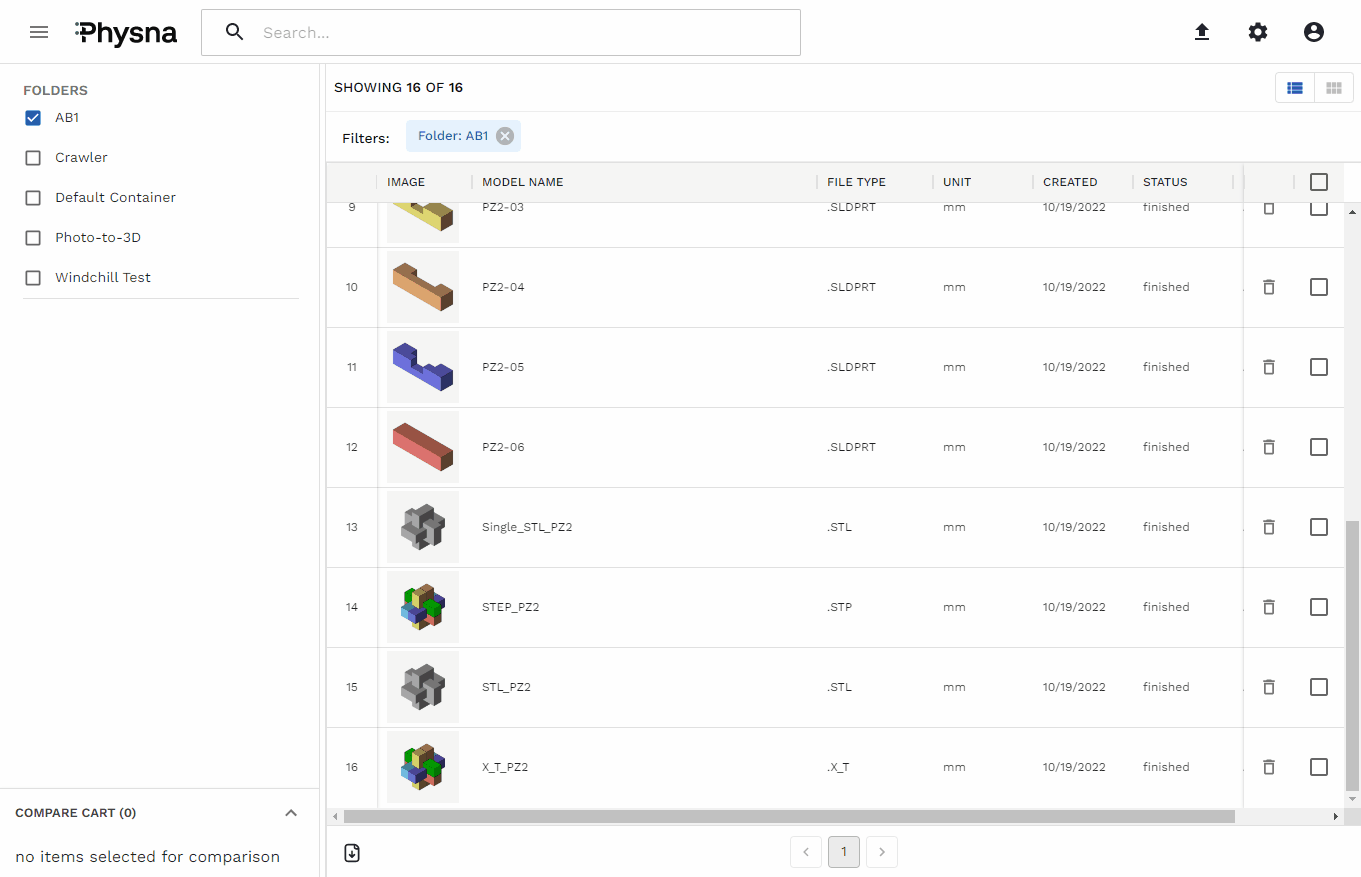 Physna
Search...
FOLDERS
AB1
Crawler
Default Container
Photo-to-3D
Windchill Test
COMPARE CART (0)
no items selected for comparison
SHOWING 16 OF 16
Filters: Folder: AB1
IMAGE MODEL NAME FILE TYPE UNIT CREATED STATUS
9 PZ2-03 .SLDPRT mm 10/19/2022 finished
10 PZ2-04 .SLDPRT mm 10/19/2022 finished
11 PZ2-05 .SLDPRT mm 10/19/2022 finished
12 PZ2-06 .SLDPRT mm 10/19/2022 finished
13 Single_STL_PZ2 .STL mm 10/19/2022 finished
14 STEP_PZ2 .STP mm 10/19/2022 finished
15 STL_PZ2 .STL mm 10/19/2022 finished
16 X_T_PZ2 .X_T mm 10/19/2022 finished
1